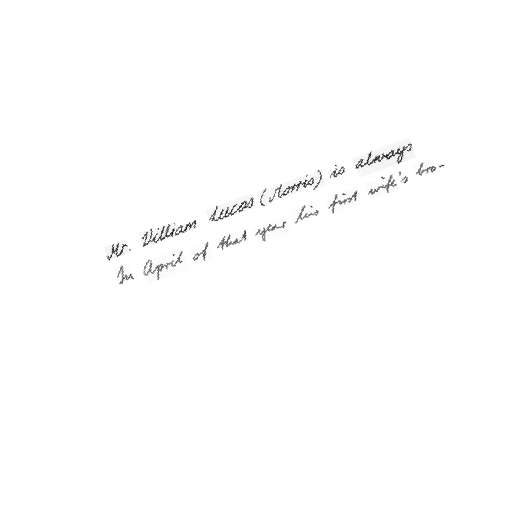 Mr. William Lucas (Norris) is always
In April of that year his first wife's bro-